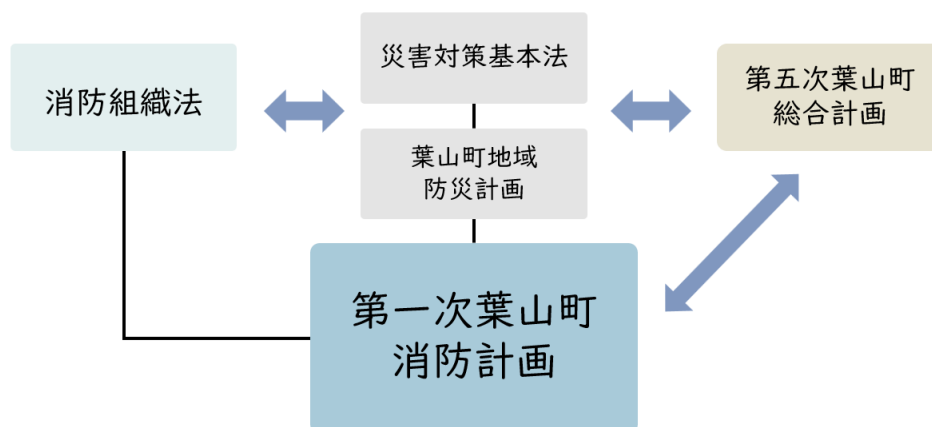 災害対策基本法
消防組織法
第五次葉山町
総合計画
葉山町地域
防災計画
第一次葉山町
消防計画